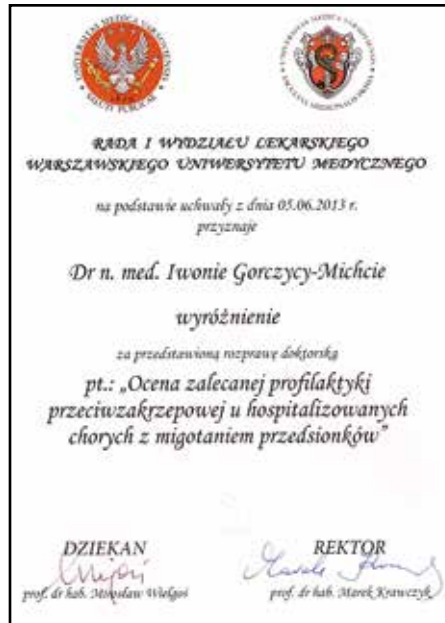 RADA I WYDZIAŁU LEKARSKIEGO
WARSZAWSKIEGO UNIWERSYTETU MEDYCZNEGO
na podstawie uchwały z dnia 05.06.2013 r.
przyznaje
Dr n. med. Iwonie Gorczycy-Michcie
wyróżnienie
za przedstawioną rozprawę doktorską
pt.: „Ocena zalecanej profilaktyki
przeciwzakrzepowej u hospitalizowanych
chorych z migotaniem przedsionków”
DZIEKAN REKTOR
prof. dr hab. Mirosław Wielgoś prof. dr hab. Marek Krawczyk